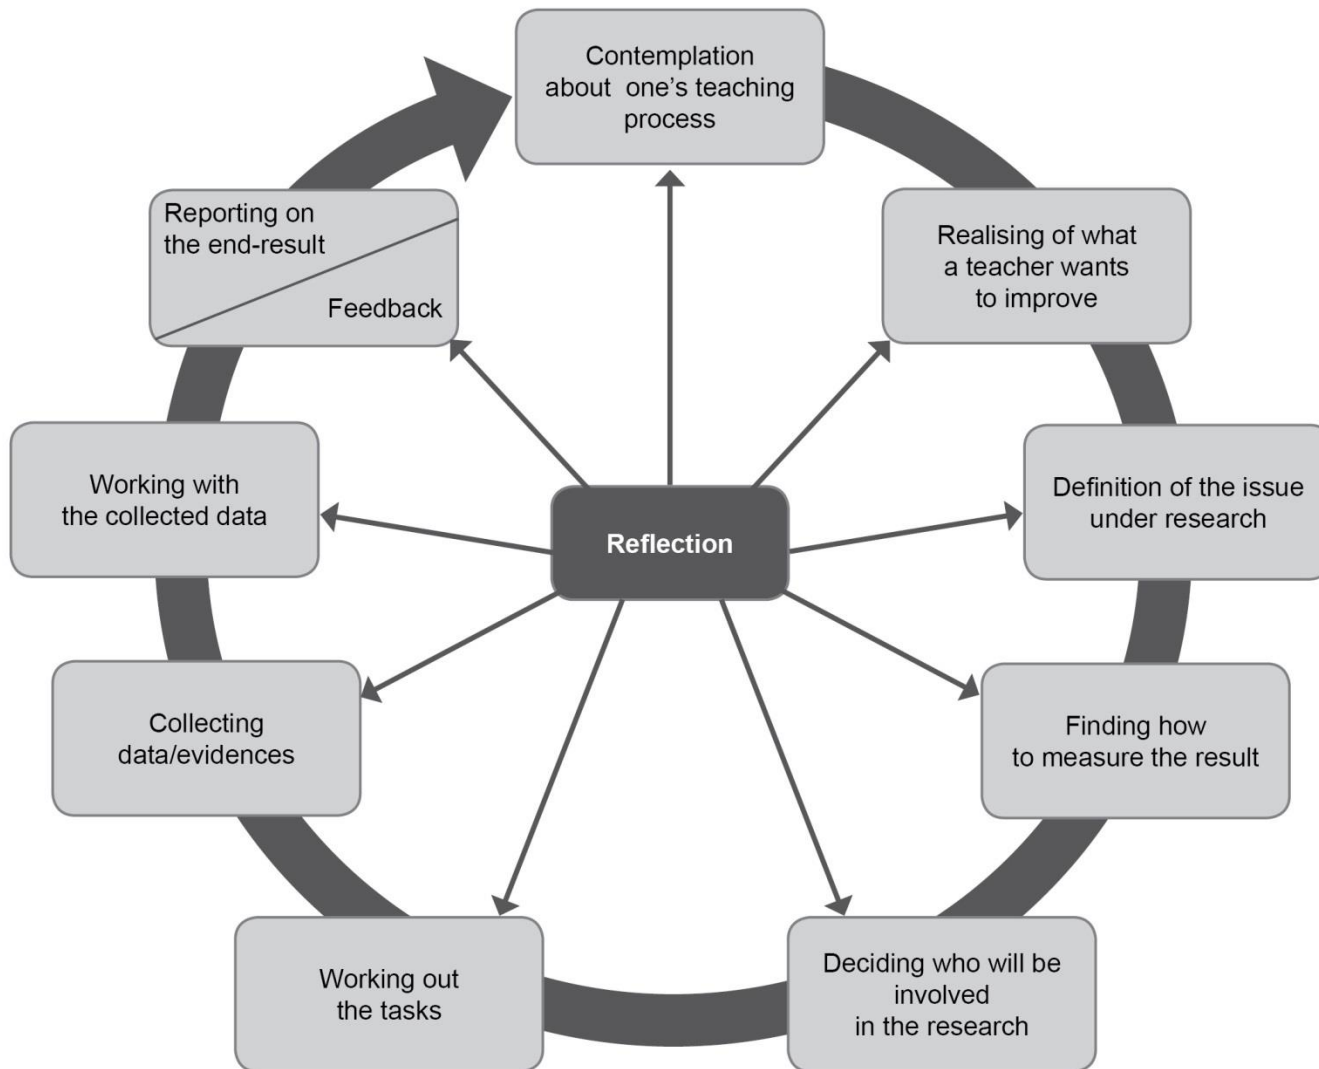 Contemplation
about one's teaching
process
Realising of what
a teacher wants
to improve
Definition of the issue
under research
Finding how
to measure the result
Deciding who will be
involved
in the research
Working out
the tasks
Collecting
data/evidences
Working with
the collected data
Reporting on
the end-result
Feedback
Reflection